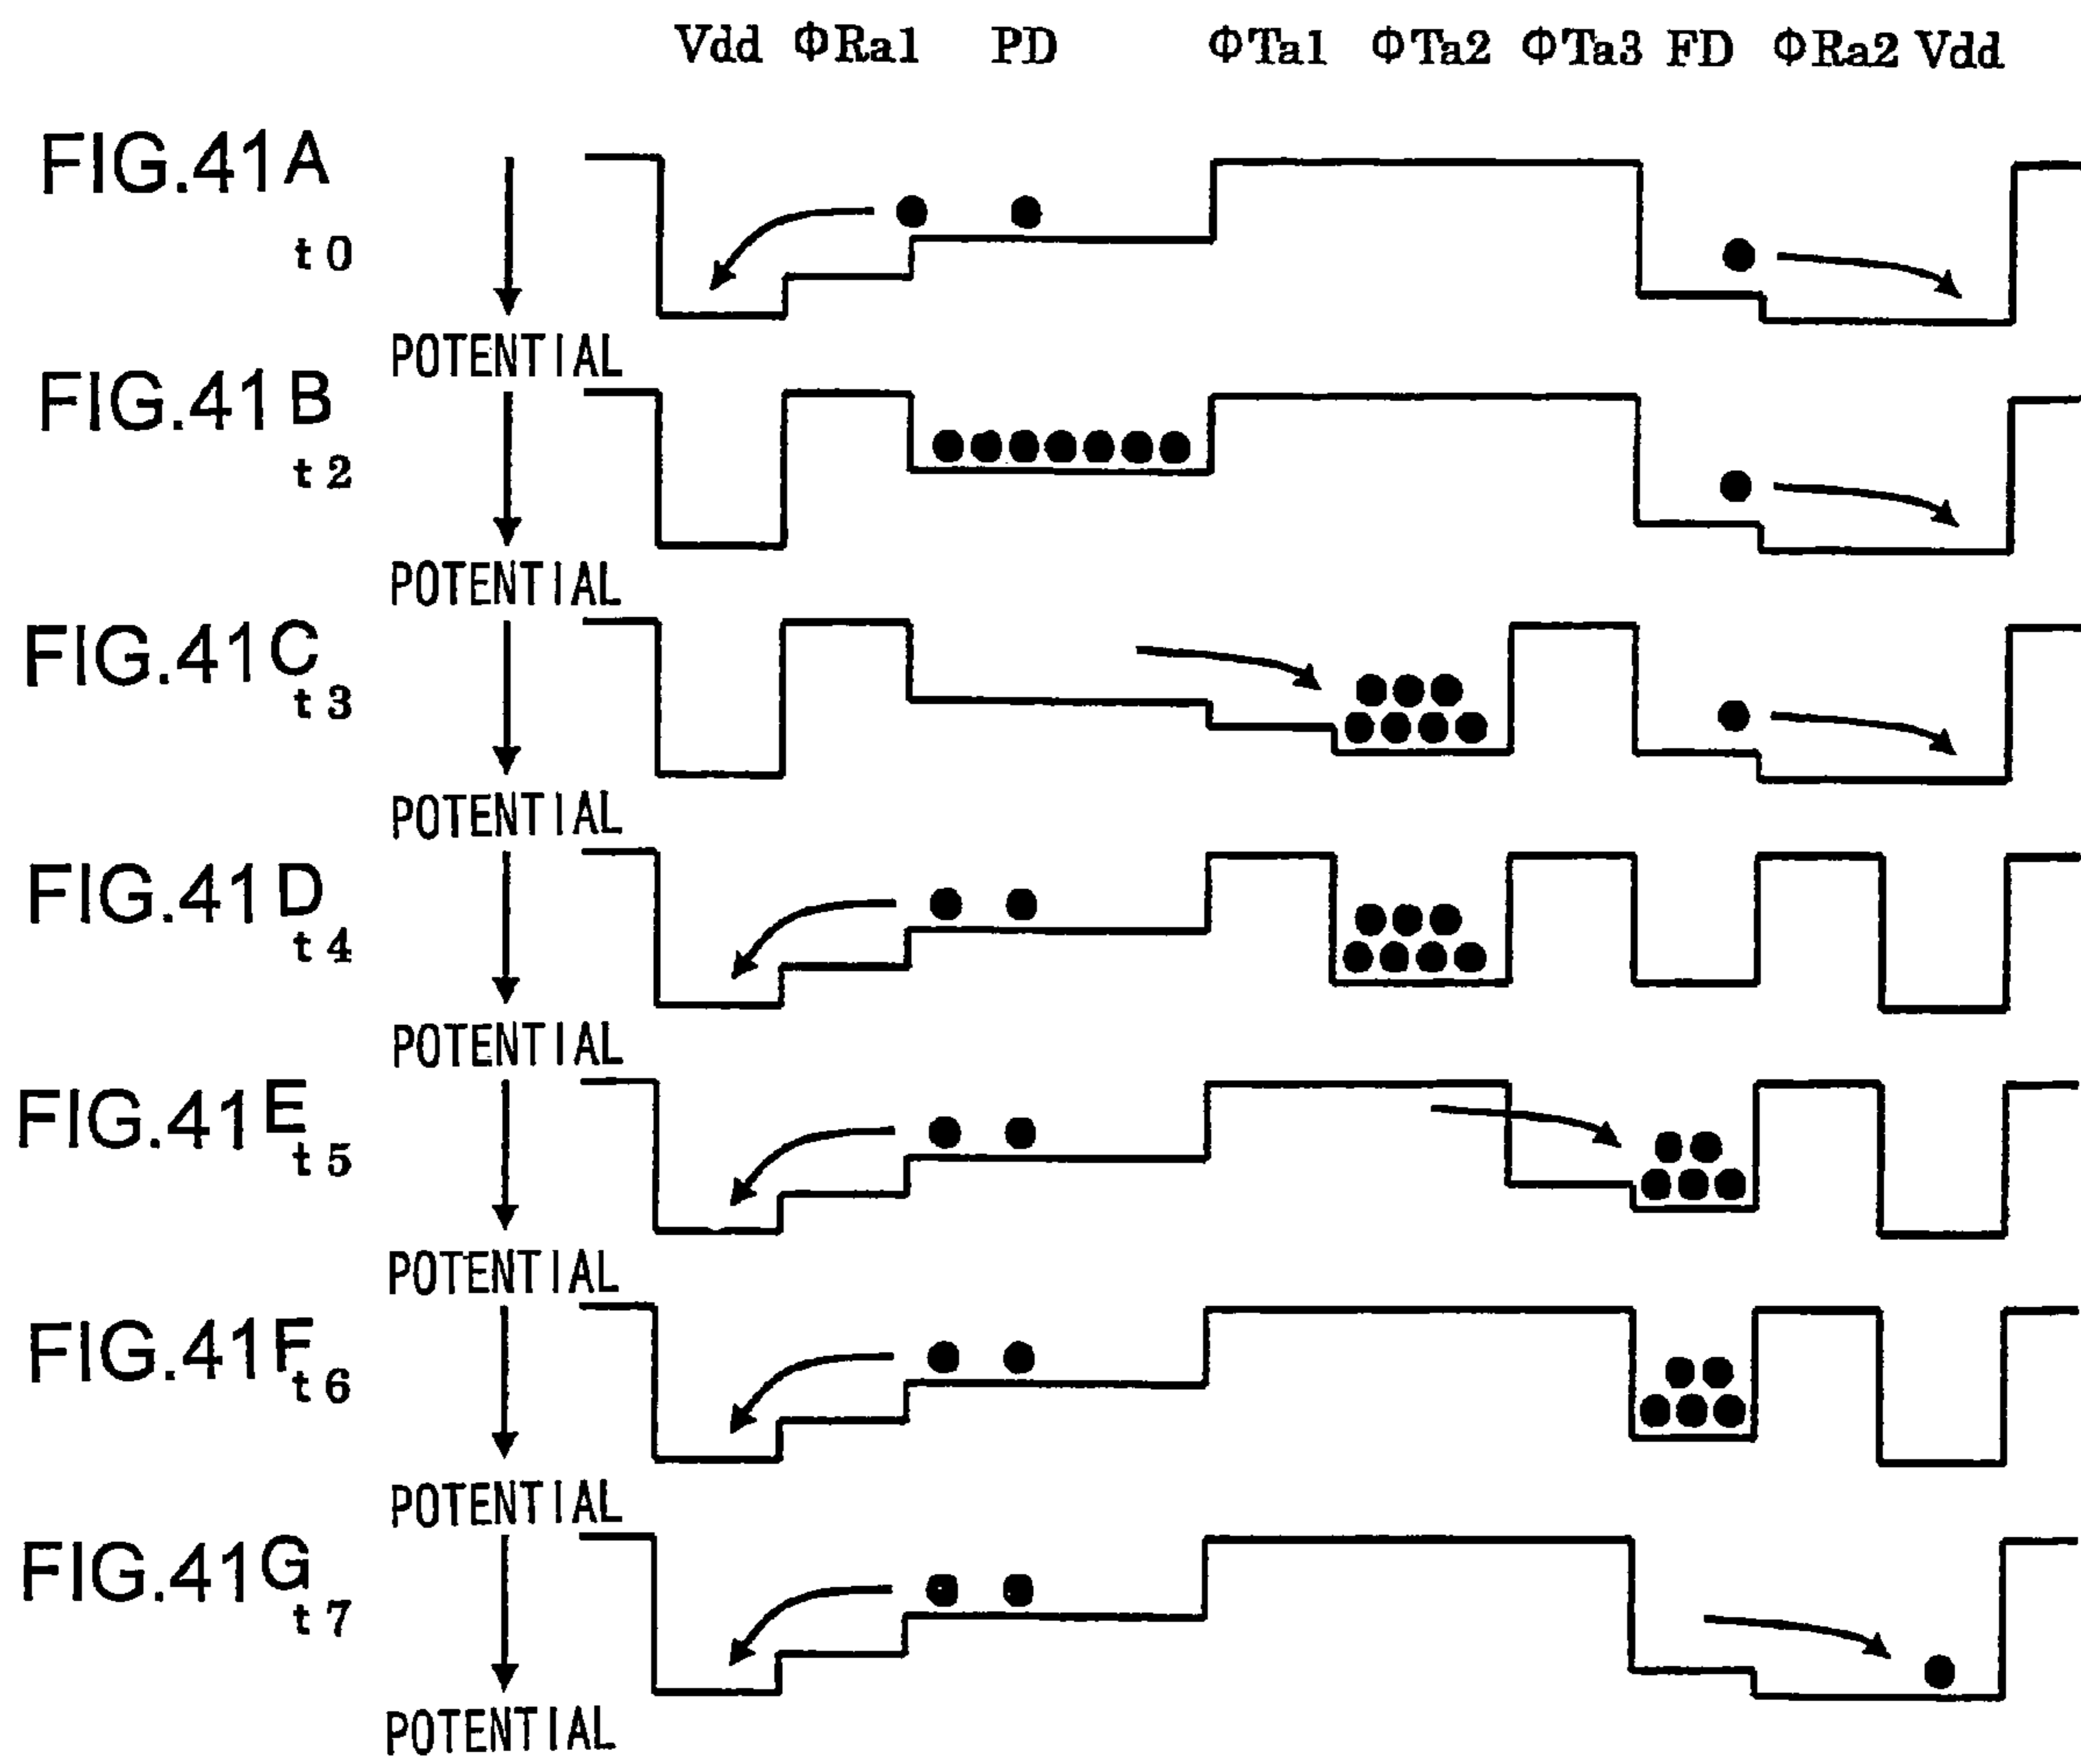 Vdd ΦRa1 PD ΦTa1 ΦTa2 ΦTa3 FD ΦRa2 Vdd
FIG.41A
t0
POTENTIAL
FIG.41B
t2
POTENTIAL
FIG.41C
t3
POTENTIAL
FIG.41D
t4
POTENTIAL
FIG.41E
t5
POTENTIAL
FIG.41F
t6
POTENTIAL
FIG.41G
t7
POTENTIAL